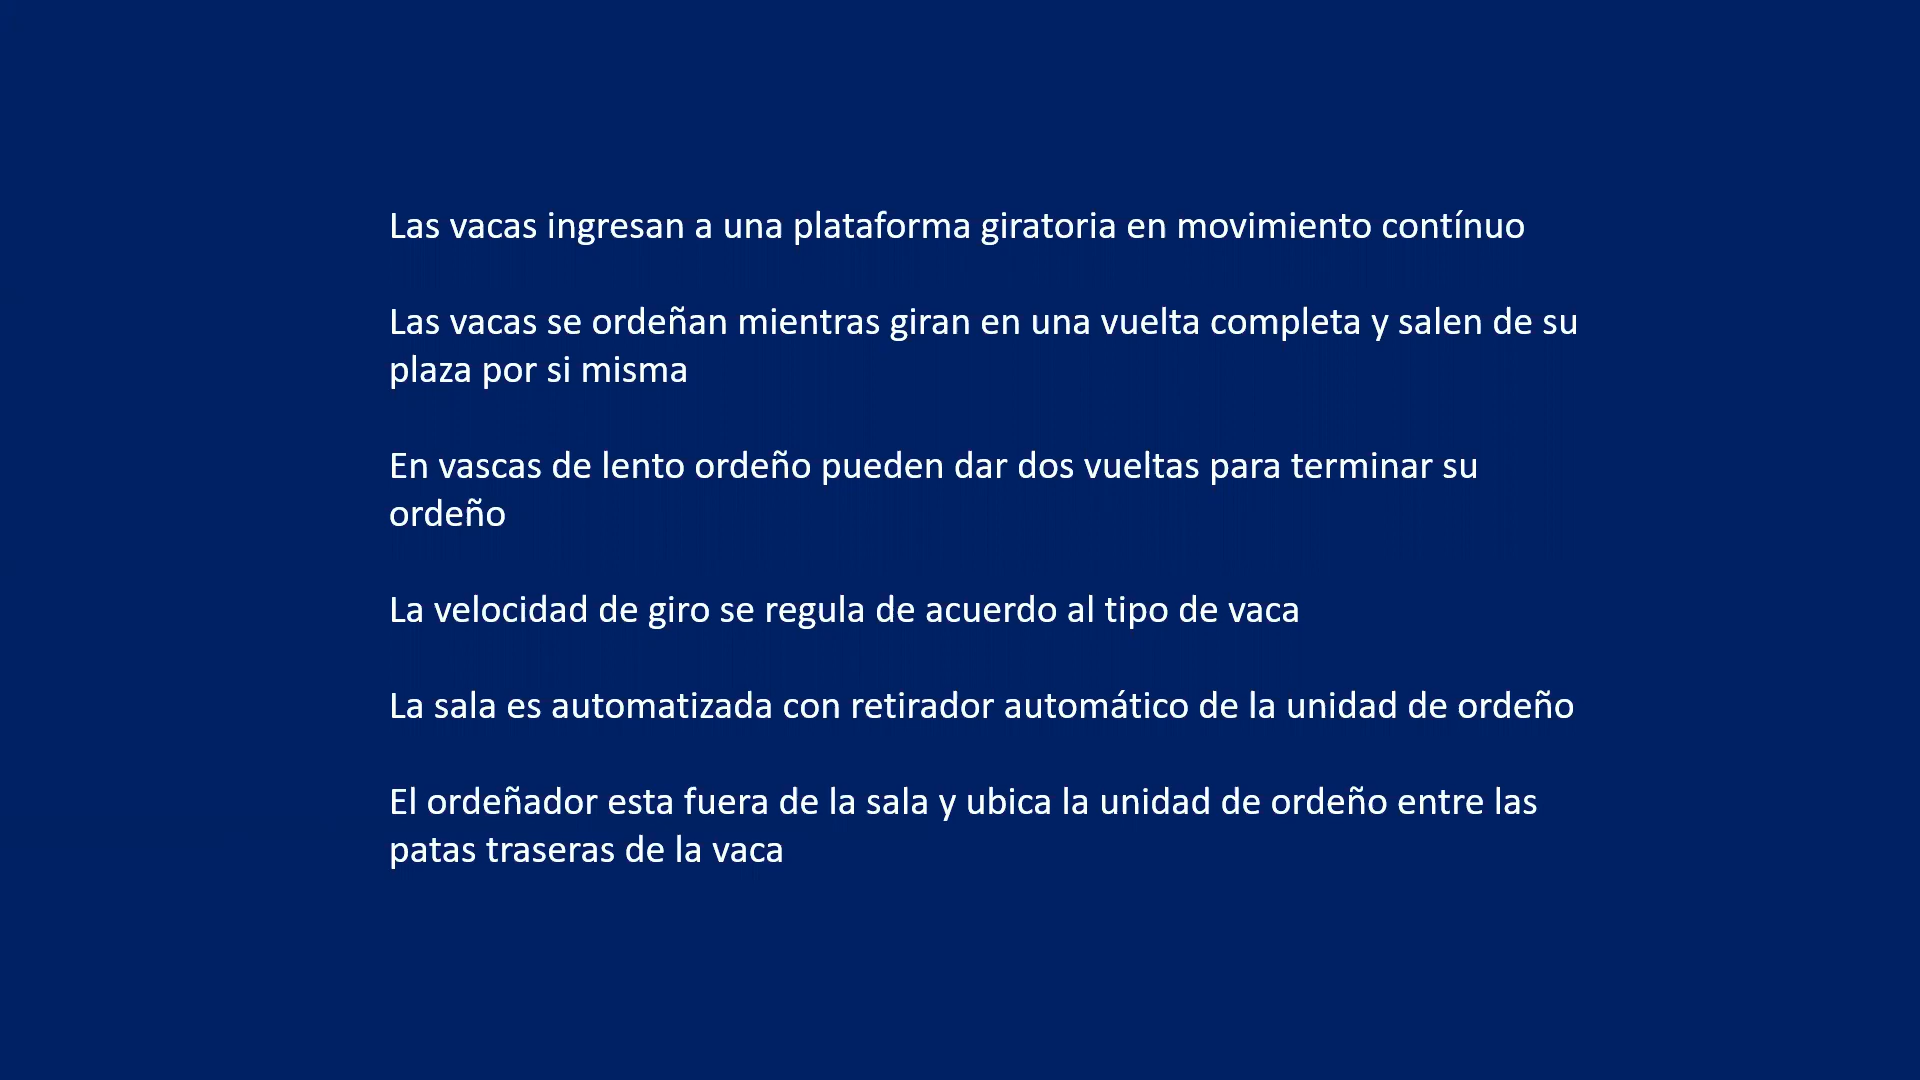 Las vacas ingresan a una plataforma giratoria en movimiento contínuo
Las vacas se ordeñan mientras giran en una vuelta completa y salen de su
plaza por si misma
En vascas de lento ordeño pueden dar dos vueltas para terminar su
ordeño
La velocidad de giro se regula de acuerdo al tipo de vaca
La sala es automatizada con retirador automático de la unidad de ordeño
El ordeñador esta fuera de la sala y ubica la unidad de ordeño entre las
patas traseras de la vaca